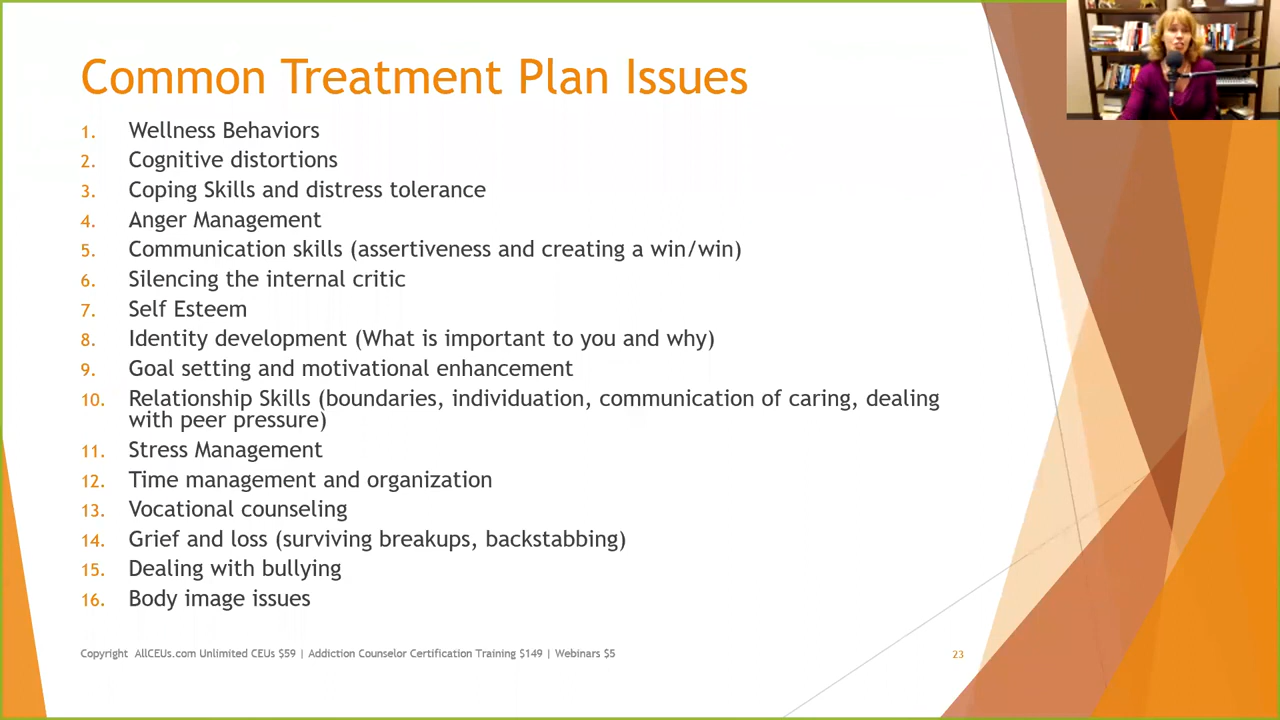 Common Treatment Plan Issues
1. Wellness Behaviors
2. Cognitive distortions
3. Coping Skills and distress tolerance
4. Anger Management
5. Communication skills (assertiveness and creating a win/win)
6. Silencing the internal critic
7. Self Esteem
8. Identity development (What is important to you and why)
9. Goal setting and motivational enhancement
10. Relationship Skills (boundaries, individuation, communication of caring, dealing
with peer pressure)
11. Stress Management
12. Time management and organization
13. Vocational counseling
14. Grief and loss (surviving breakups, backstabbing)
15. Dealing with bullying
16. Body image issues
Copyright AllCEUs.com Unlimited CEUs $59 | Addiction Counselor Certification Training $149 | Webinars $5
23